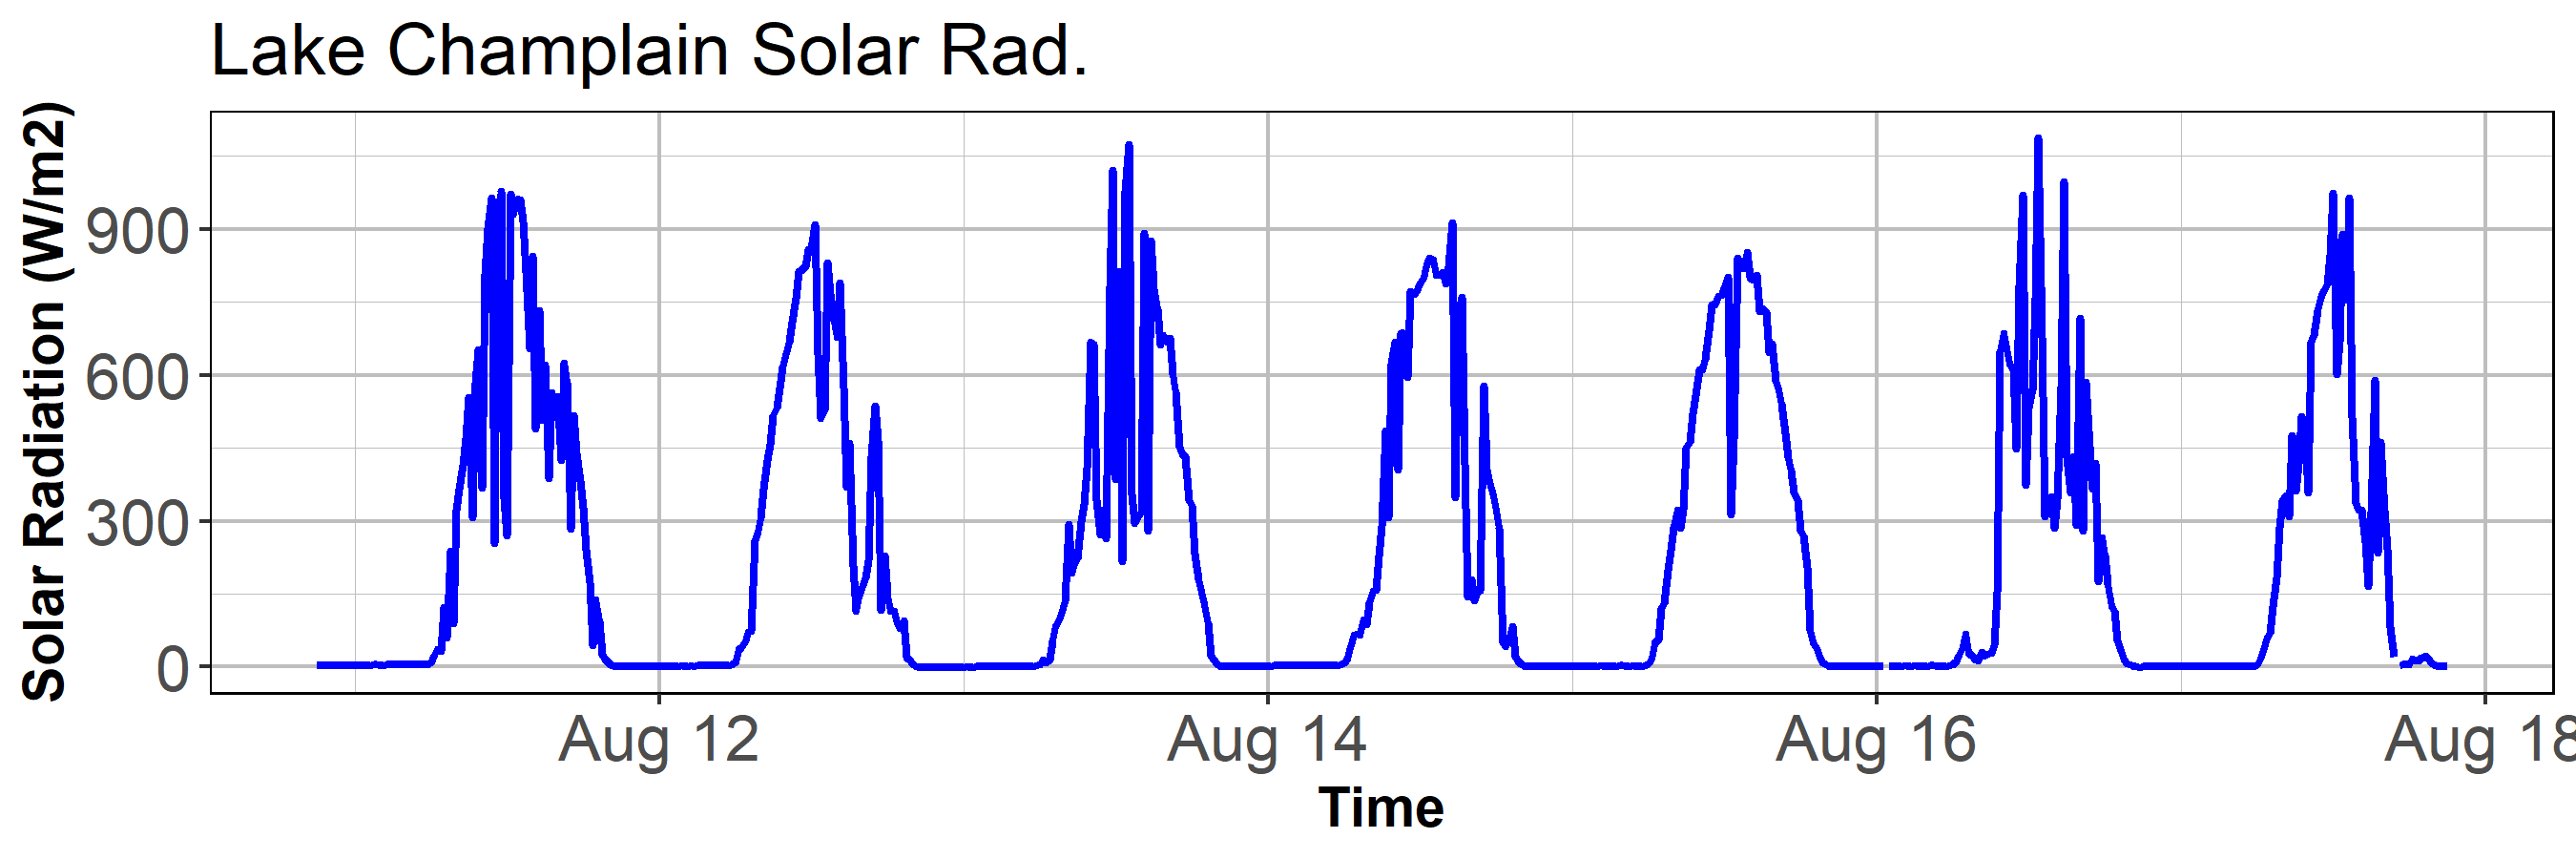 Lake Champlain Solar Rad.
Solar Radiation (W/m2)
900
600
300
0
Aug 12 Aug 14 Aug 16 Aug 18
Time